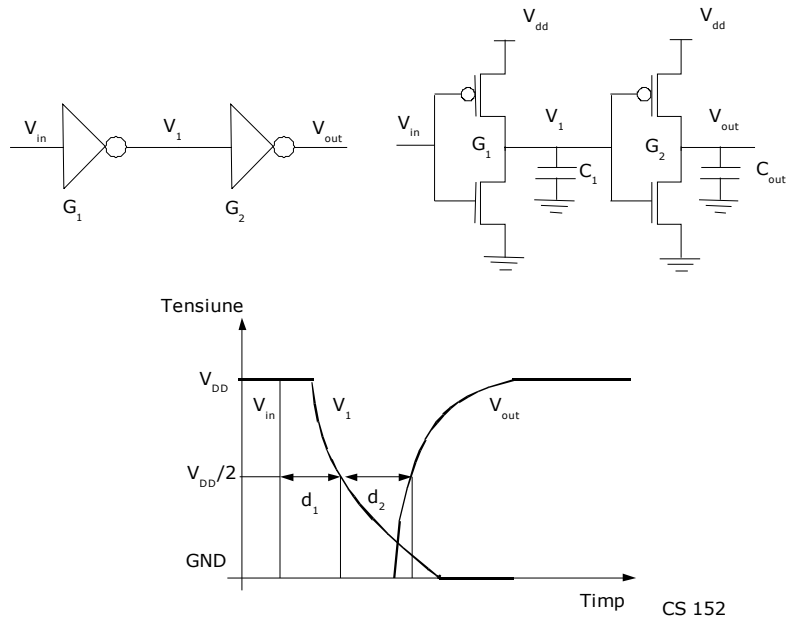 V_in
V_1
V_out
G_1
G_2
V_dd
V_dd
V_in
G_1
V_1
C_1
G_2
V_out
C_out
Tensiune
V_DD
V_in
V_1
V_out
V_DD/2
d_1
d_2
GND
Timp
CS 152